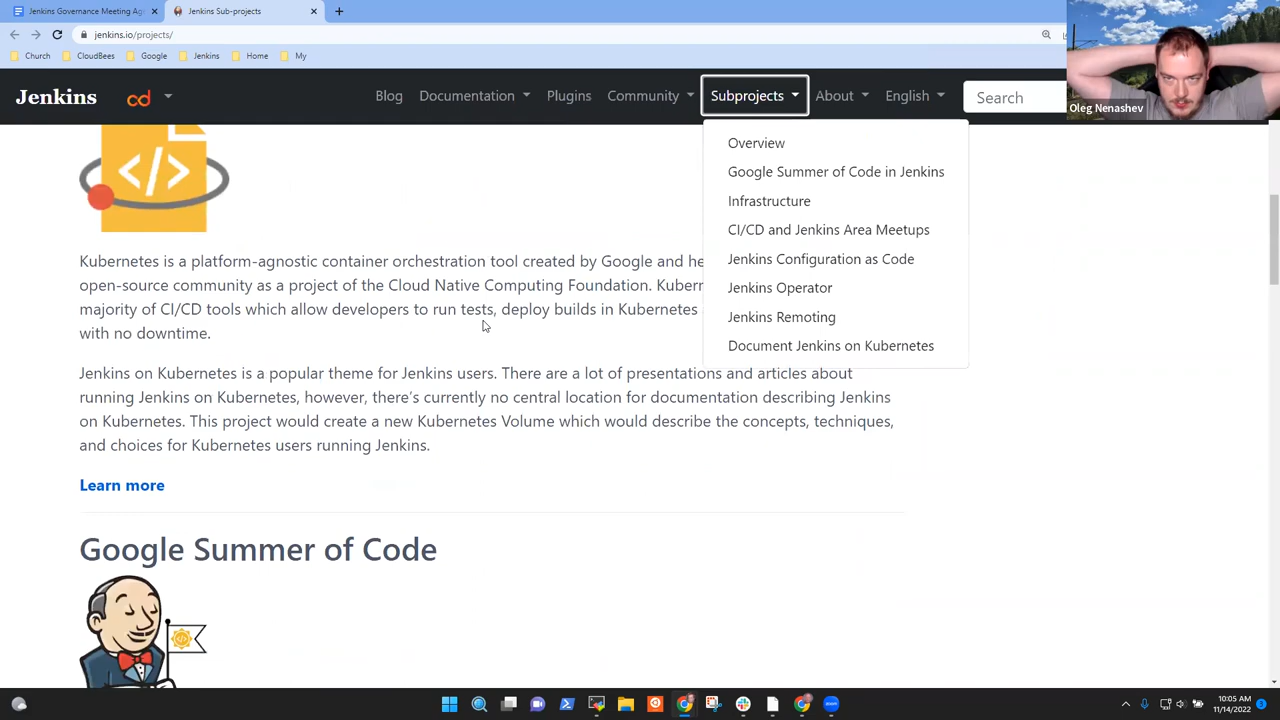 Jenkins Governance Meeting Ag
Jenkins Sub-projects
jenkins.io/projects/
Church
CloudBees
Google
Jenkins
Home
My
Jenkins
cd
Blog
Documentation
Plugins
Community
Subprojects
About
English
Search
Oleg Nenashev
Overview
Google Summer of Code in Jenkins
Infrastructure
CI/CD and Jenkins Area Meetups
Jenkins Configuration as Code
Jenkins Operator
Jenkins Remoting
Document Jenkins on Kubernetes
</>
Kubernetes is a platform-agnostic container orchestration tool created by Google and he
open-source community as a project of the Cloud Native Computing Foundation. Kuber
majority of CI/CD tools which allow developers to run tests, deploy builds in Kubernetes
with no downtime.
Jenkins on Kubernetes is a popular theme for Jenkins users. There are a lot of presentations and articles about
running Jenkins on Kubernetes, however, there's currently no central location for documentation describing Jenkins
on Kubernetes. This project would create a new Kubernetes Volume which would describe the concepts, techniques,
and choices for Kubernetes users running Jenkins.
Learn more
Google Summer of Code
10:05 AM
11/14/2022